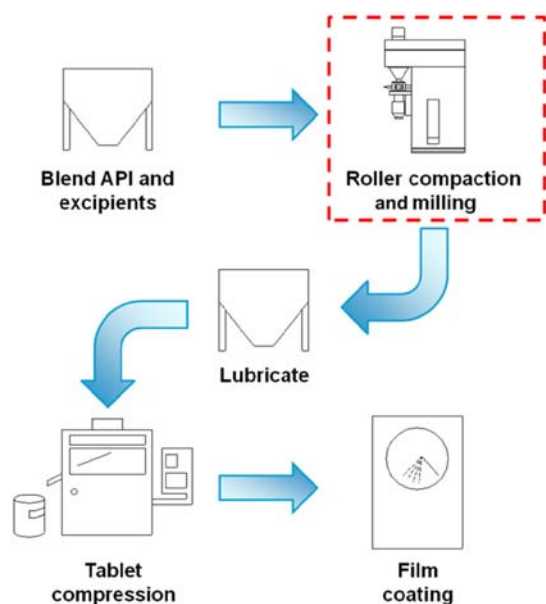 Blend API and
excipients
Roller compaction
and milling
Lubricate
Tablet
compression
Film
coating